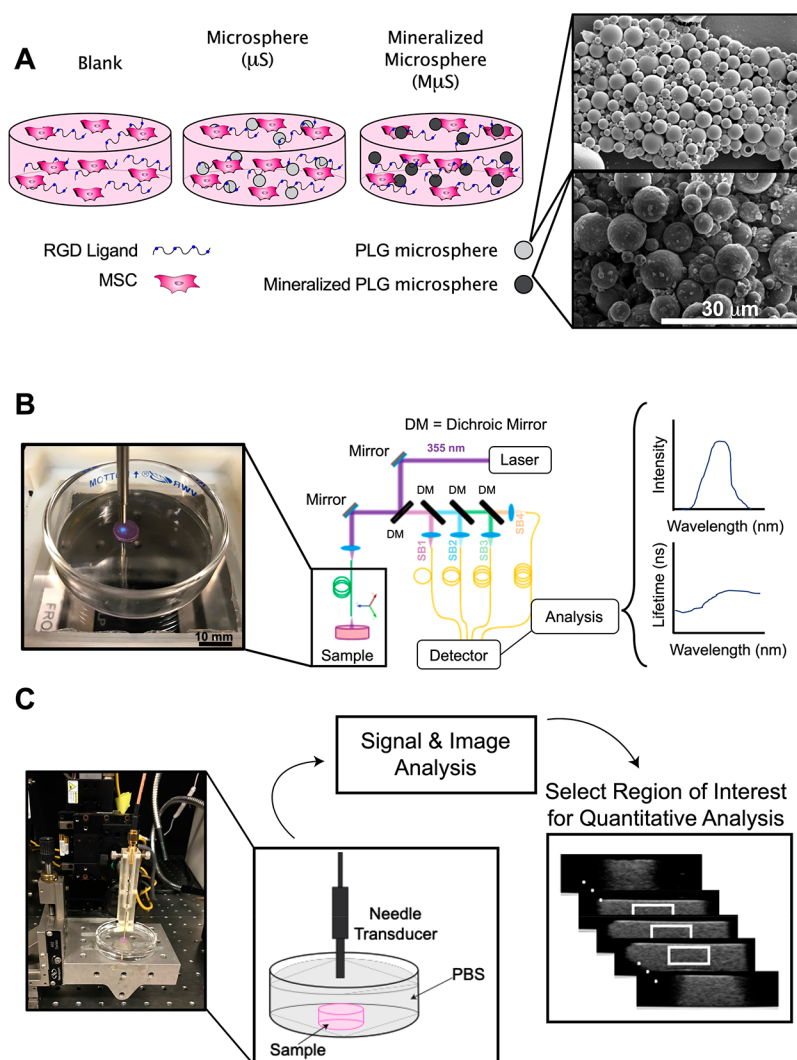 A
Blank
Microsphere
(µS)
Mineralized
Microsphere
(MµS)
RGD Ligand
MSC
PLG microsphere
Mineralized PLG microsphere
30 µm
B
DM = Dichroic Mirror
Mirror
355 nm
Laser
Mirror
DM
DM
DM
DM
SB1
SB2
SB3
SB4
Sample
Detector
Analysis
Intensity
Wavelength (nm)
Lifetime (ns)
Wavelength (nm)
BOTTOM
VWR
FRO
10 mm
C
Signal & Image
Analysis
Select Region of Interest
for Quantitative Analysis
Needle
Transducer
PBS
Sample